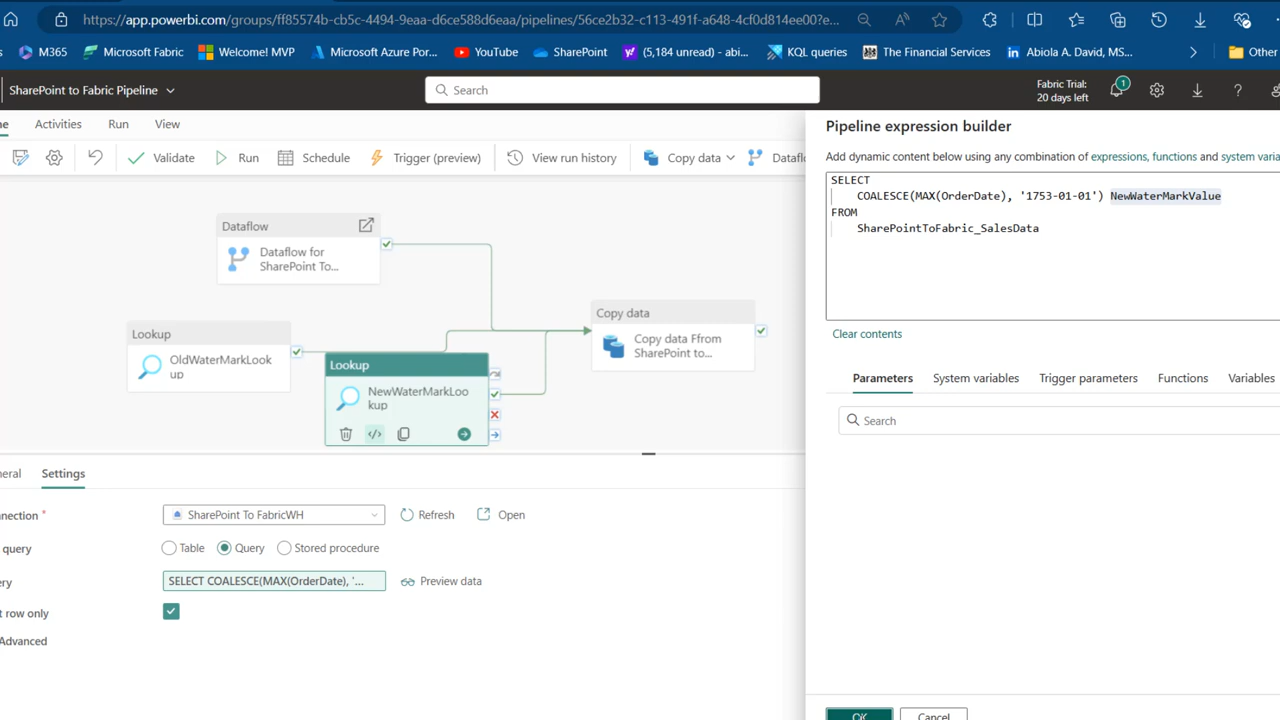 https://app.powerbi.com/groups/ff85574b-cb5c-4494-9eaa-d6ce588d6eaa/pipelines/56ce2b32-c113-491f-a648-4cf0d814ee00?e...
M365
Microsoft Fabric
Welcome! MVP
Microsoft Azure Por...
YouTube
SharePoint
(5,184 unread) - abi...
KQL queries
The Financial Services
Abiola A. David, MS...
Other
SharePoint to Fabric Pipeline
Search
Fabric Trial:
20 days left
1
?
Activities
Run
View
Validate
Run
Schedule
Trigger (preview)
View run history
Copy data
Dataflo
Pipeline expression builder
Add dynamic content below using any combination of expressions, functions and system varia
SELECT
COALESCE(MAX(OrderDate), '1753-01-01') NewWaterMarkValue
FROM
SharePointToFabric_SalesData
Clear contents
Parameters
System variables
Trigger parameters
Functions
Variables
Search
Dataflow
Dataflow for
SharePoint To...
Lookup
OldWaterMarkLook
up
Lookup
NewWaterMarkLoo
kup
Copy data
Copy data Ffrom
SharePoint to...
neral
Settings
nnection *
SharePoint To FabricWH
Refresh
Open
query
Table
Query
Stored procedure
ery
SELECT COALESCE(MAX(OrderDate), '...
Preview data
t row only
Advanced
OK
Cancel